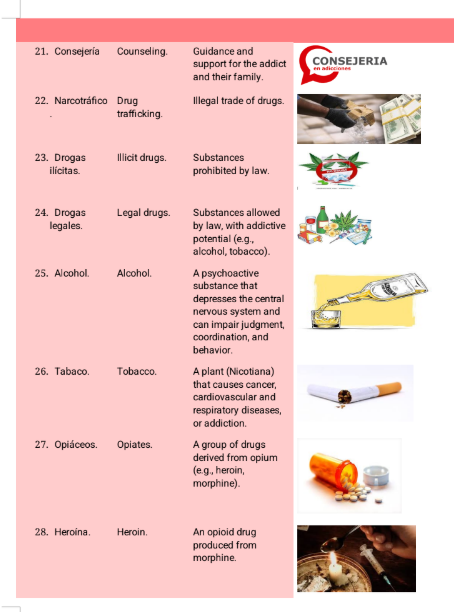 21. Consejería Counseling. Guidance and
support for the addict
and their family.
CONSEJERIA
en adicciones
22. Narcotráfico Drug Illegal trade of drugs.
. trafficking.
23. Drogas Illicit drugs. Substances
ilícitas. prohibited by law.
24. Drogas Legal drugs. Substances allowed
legales. by law, with addictive
potential (e.g.,
alcohol, tobacco).
25. Alcohol. Alcohol. A psychoactive
substance that
depresses the central
nervous system and
can impair judgment,
coordination, and
behavior.
26. Tabaco. Tobacco. A plant (Nicotiana)
that causes cancer,
cardiovascular and
respiratory diseases,
or addiction.
27. Opiáceos. Opiates. A group of drugs
derived from opium
(e.g., heroin,
morphine).
28. Heroína. Heroin. An opioid drug
produced from
morphine.